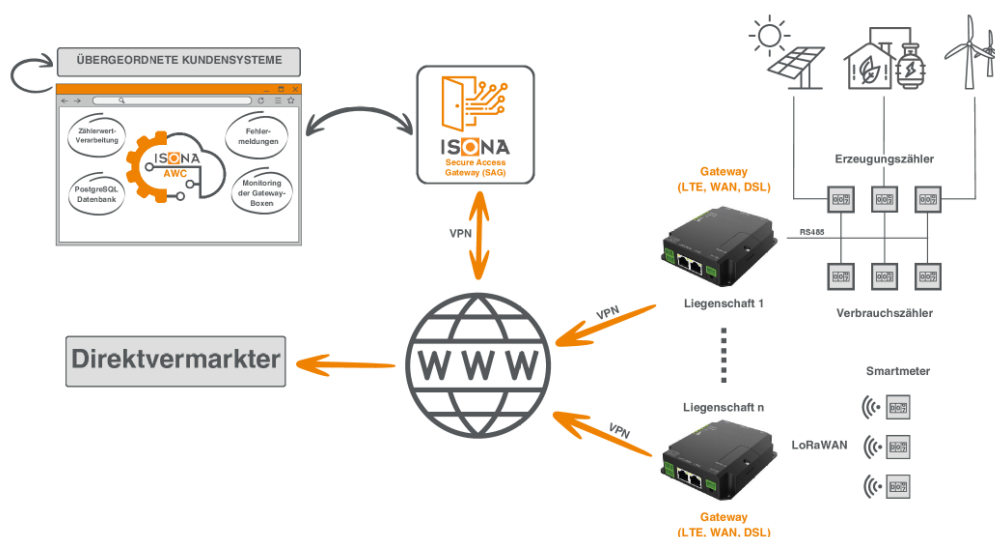 ÜBERGEORDNETE KUNDENSYSTEME
Zählerwert-
Verarbeitung
Fehler-
meldungen
ISONA
AWC
PostgreSQL
Datenbank
Monitoring
der Gateway-
Boxen
ISONA
Secure Access
Gateway (SAG)
VPN
WWW
Direktvermarkter
VPN
VPN
Gateway
(LTE, WAN, DSL)
Liegenschaft 1
Liegenschaft n
Gateway
(LTE, WAN, DSL)
Erzeugungszähler
RS485
Verbrauchszähler
Smartmeter
LoRaWAN